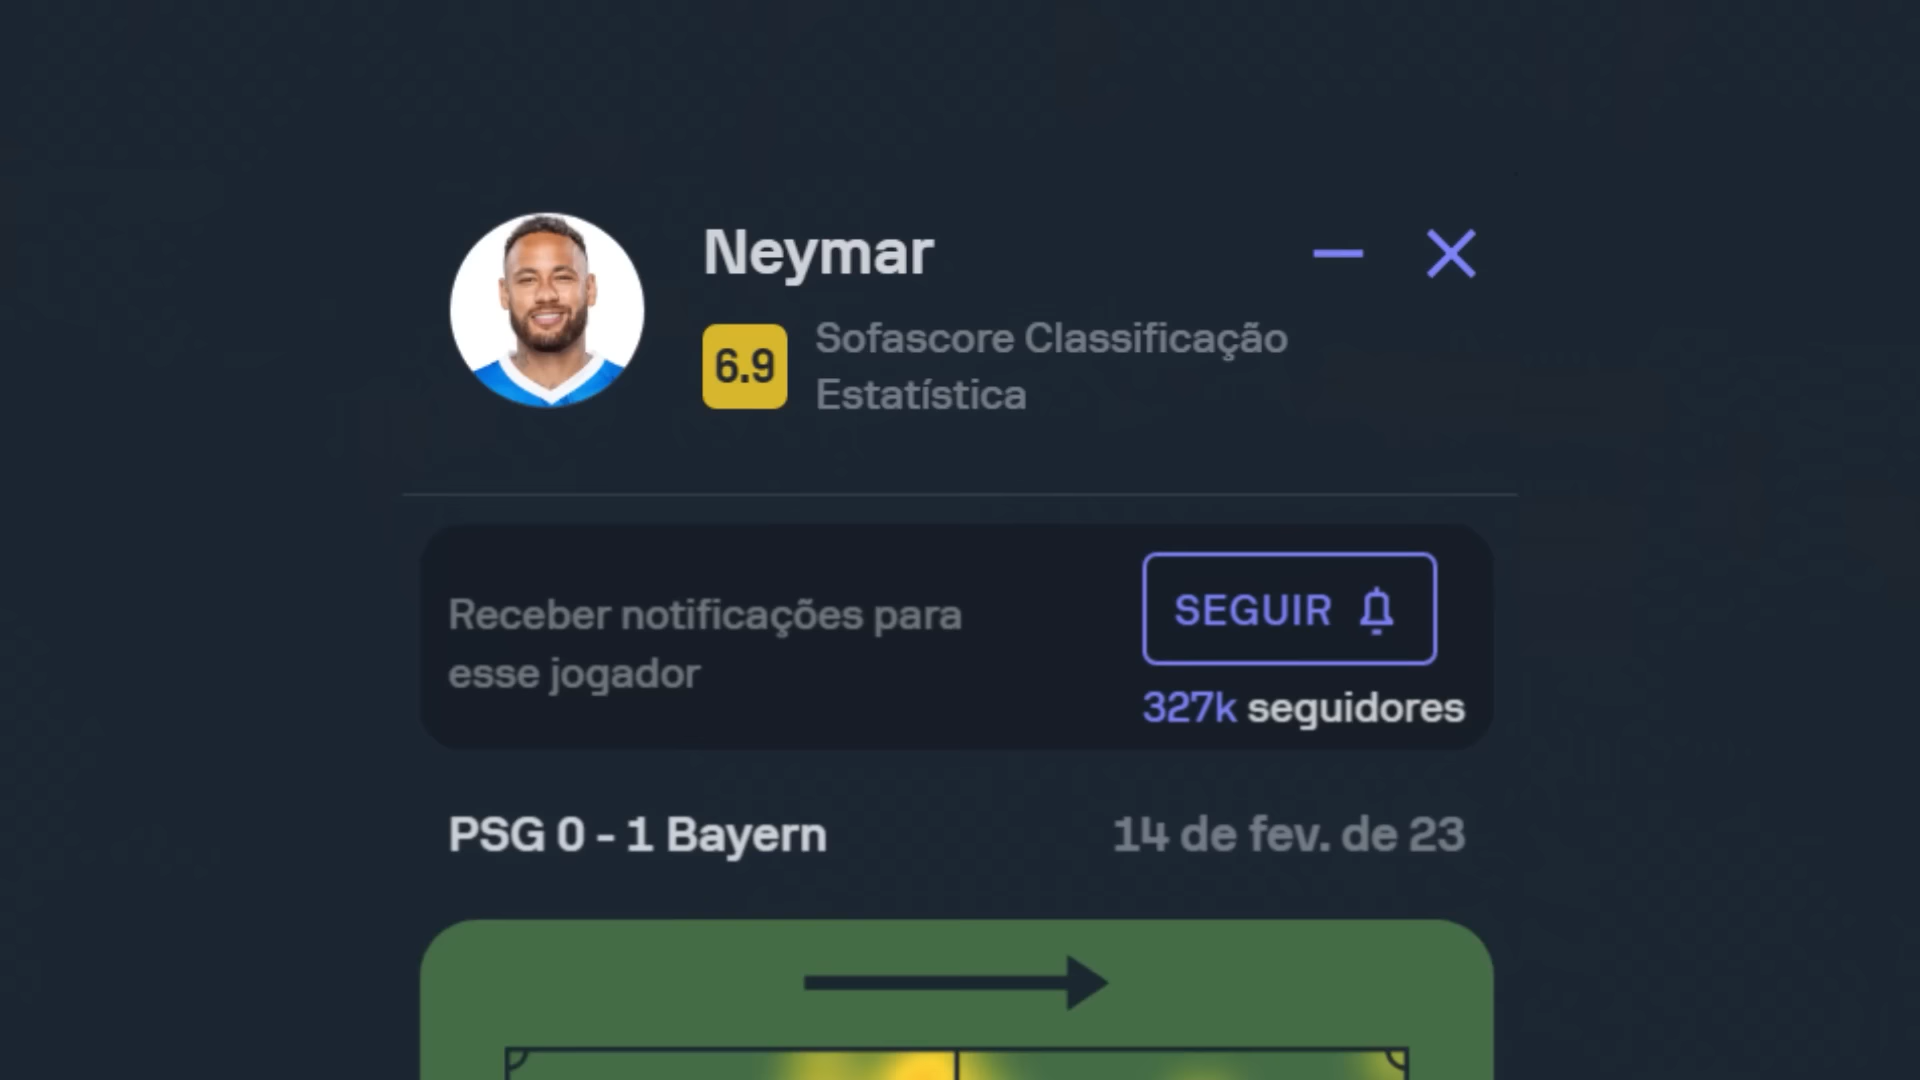 Neymar
6.9
Sofascore Classificação
Estatística
Receber notificações para
esse jogador
SEGUIR
327k seguidores
PSG 0 - 1 Bayern
14 de fev. de 23